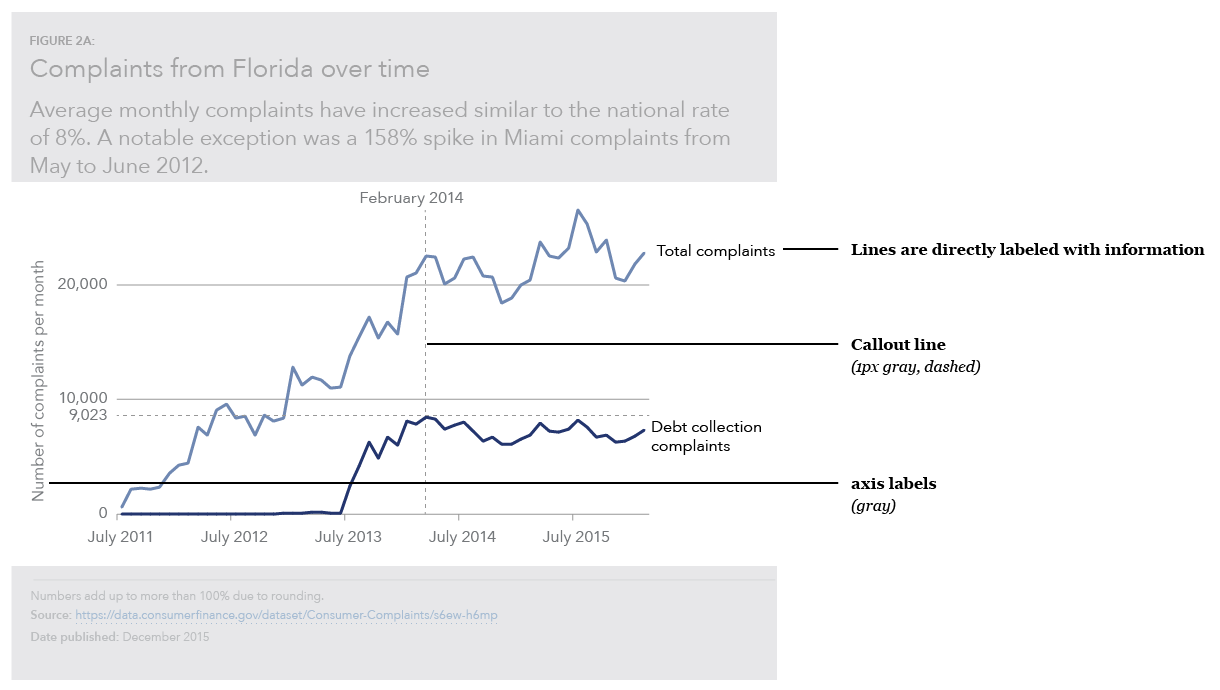 FIGURE 2A:
Complaints from Florida over time
Average monthly complaints have increased similar to the national rate
of 8%. A notable exception was a 158% spike in Miami complaints from
May to June 2012.
February 2014
Total complaints
Lines are directly labeled with information
Number of complaints per month
20,000
Callout line
(1px gray, dashed)
10,000
9,023
Debt collection
complaints
axis labels
(gray)
0
July 2011
July 2012
July 2013
July 2014
July 2015
Numbers add up to more than 100% due to rounding.
Source: https://data.consumerfinance.gov/dataset/Consumer-Complaints/s6ew-h6mp
Date published: December 2015